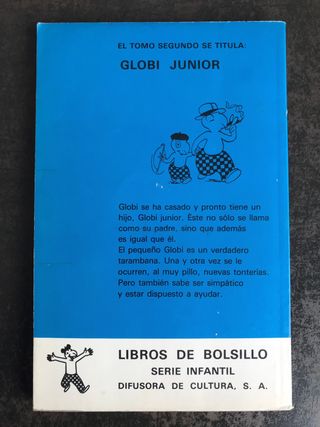 EL TOMO SEGUNDO SE TITULA:
GLOBI JUNIOR
Globi se ha casado y pronto tiene un
hijo, Globi junior. Éste no sólo se llama
como su padre, sino que además
es igual que él.
El pequeño Globi es un verdadero
tarambana. Una y otra vez se le
ocurren, al muy pillo, nuevas tonterías.
Pero también sabe ser simpático
y estar dispuesto a ayudar.
LIBROS DE BOLSILLO
SERIE INFANTIL
DIFUSORA DE CULTURA, S. A.